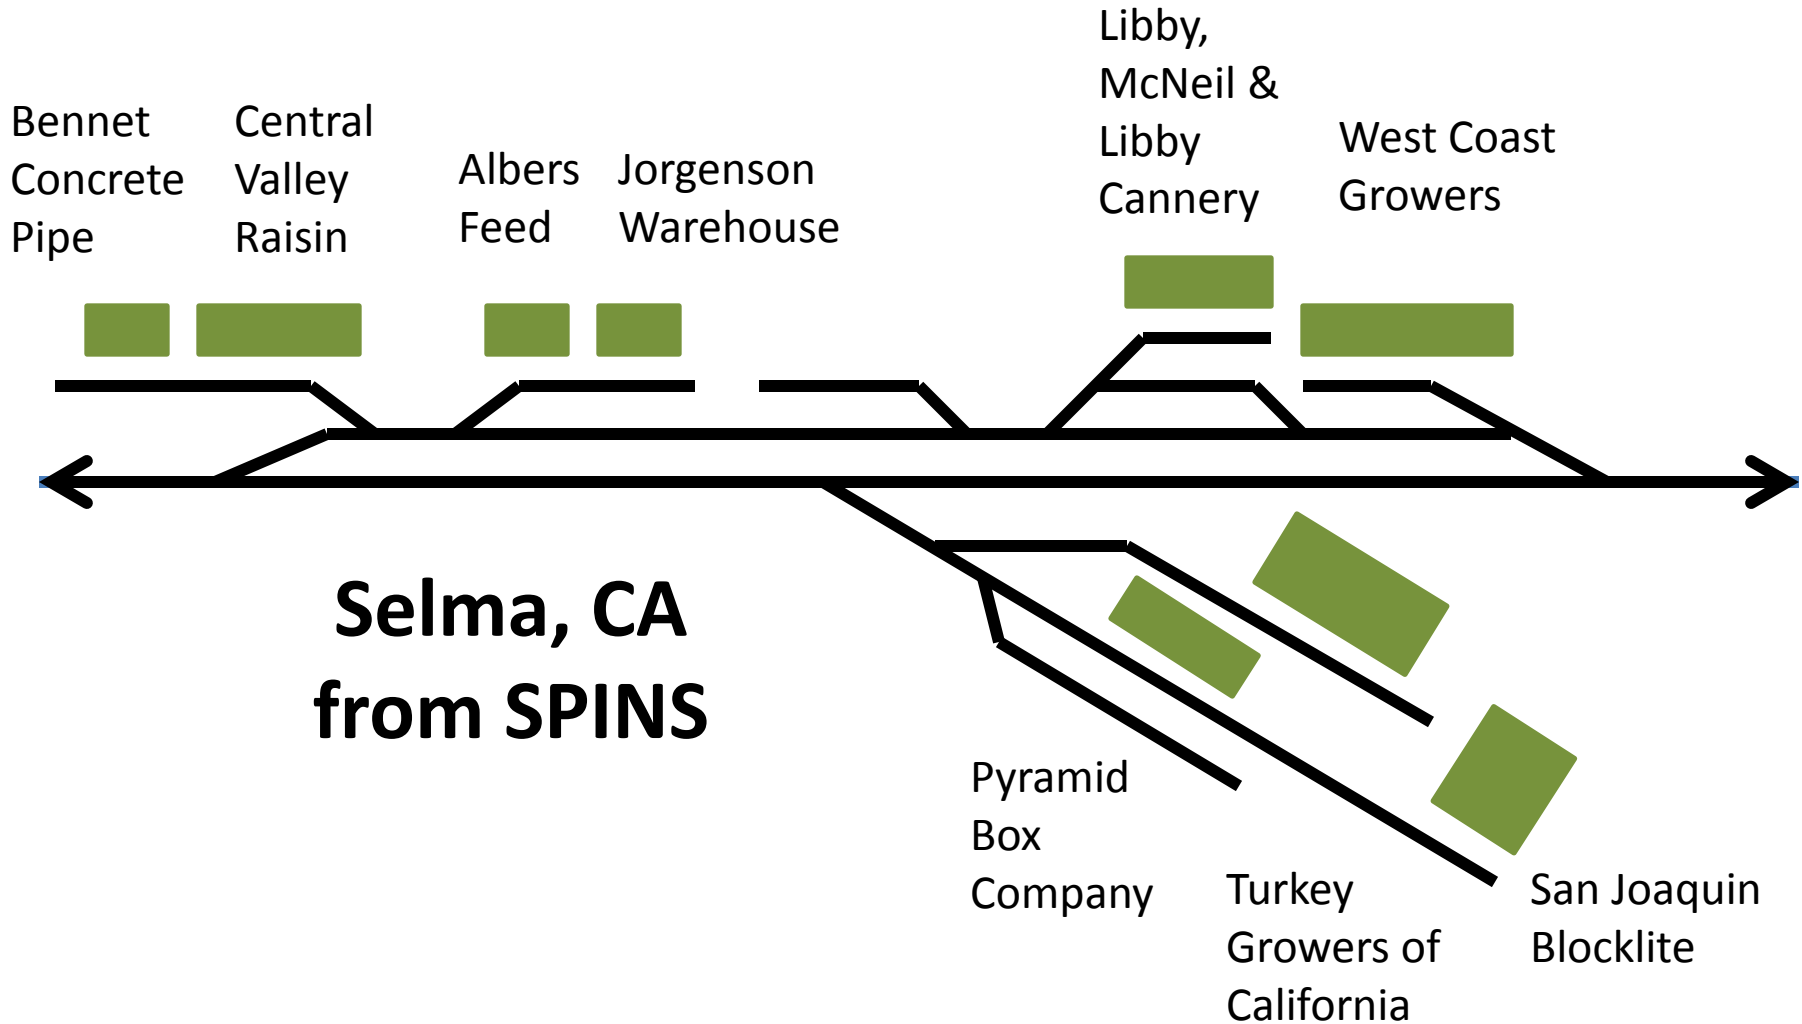 Bennet
Concrete
Pipe
Central
Valley
Raisin
Albers
Feed
Jorgenson
Warehouse
Libby,
McNeil &
Libby
Cannery
West Coast
Growers
Selma, CA
from SPINS
Pyramid
Box
Company
Turkey
Growers of
California
San Joaquin
Blocklite